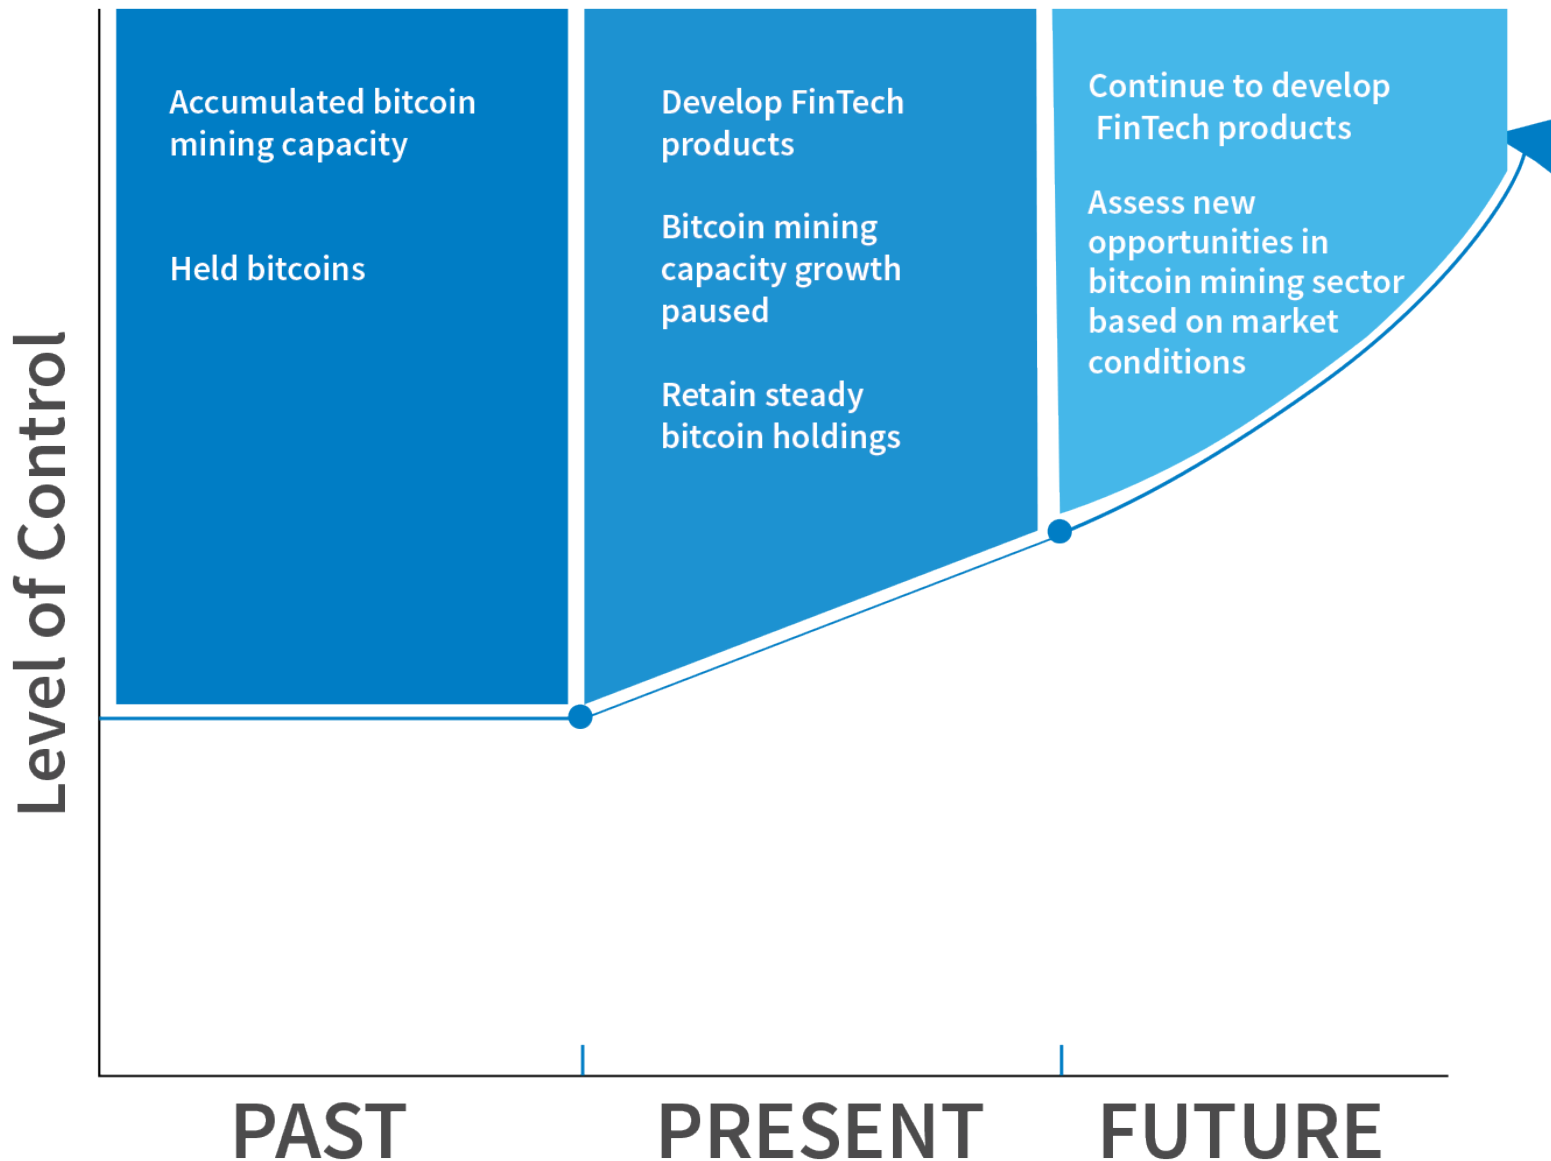 Level of Control
Accumulated bitcoin
mining capacity
Held bitcoins
Develop FinTech
products
Bitcoin mining
capacity growth
paused
Retain steady
bitcoin holdings
Continue to develop
FinTech products
Assess new
opportunities in
bitcoin mining sector
based on market
conditions
PAST
PRESENT
FUTURE